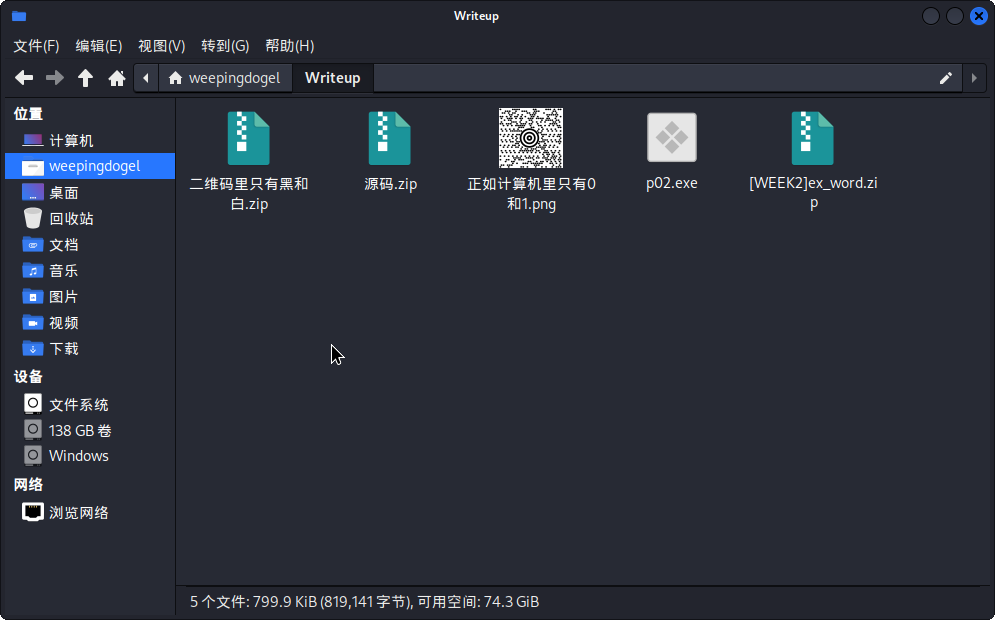 Writeup
文件(F) 编辑(E) 视图(V) 转到(G) 帮助(H)
weepingdogel Writeup
位置
计算机
weepingdogel
桌面
回收站
文档
音乐
图片
视频
下载
设备
文件系统
138 GB 卷
Windows
网络
浏览网络
二维码里只有黑和
白.zip
源码.zip
正如计算机里只有0
和1.png
p02.exe
[WEEK2]ex_word.zi
p
5 个文件: 799.9 KiB (819,141 字节), 可用空间: 74.3 GiB